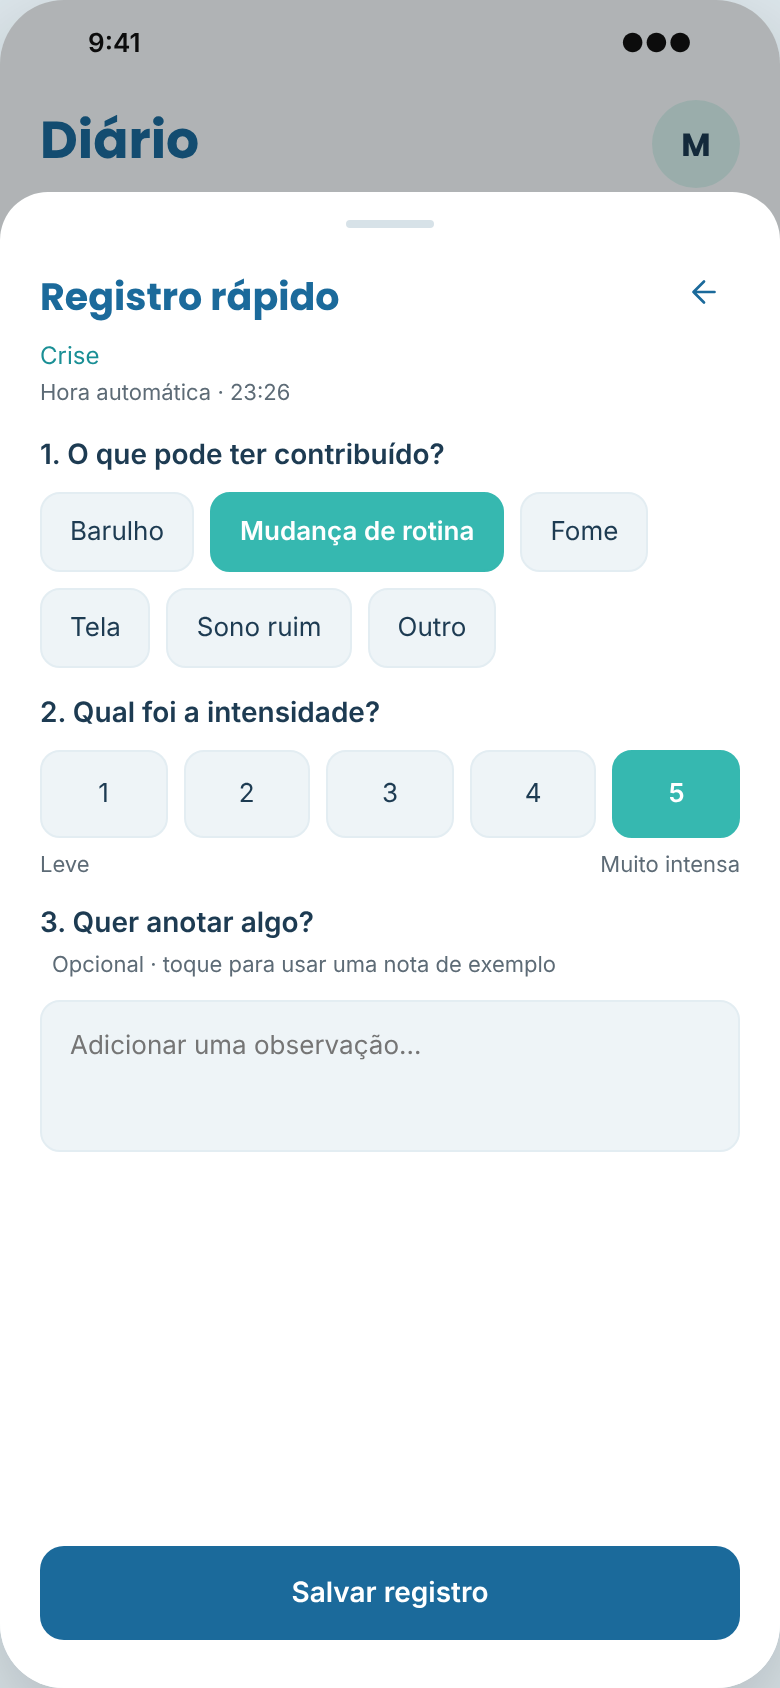 9:41
Diário
M
Registro rápido
Crise
Hora automática · 23:26
1. O que pode ter contribuído?
Barulho
Mudança de rotina
Fome
Tela
Sono ruim
Outro
2. Qual foi a intensidade?
1
2
3
4
5
Leve
Muito intensa
3. Quer anotar algo?
Opcional · toque para usar uma nota de exemplo
Adicionar uma observação...
Salvar registro